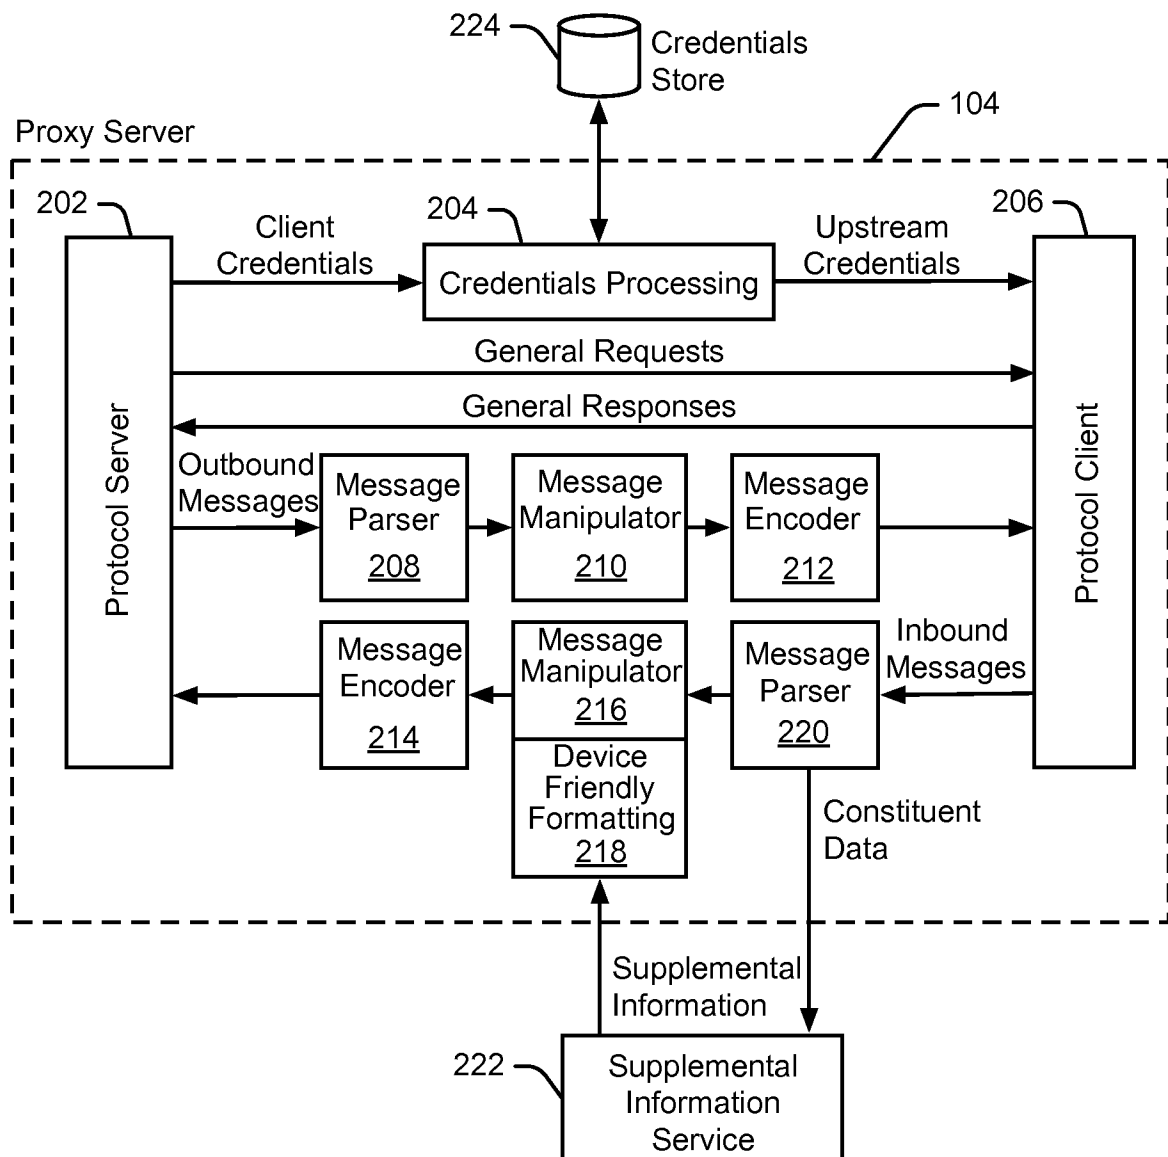 224
Credentials
Store
104
Proxy Server
202
204
206
Client
Credentials
Upstream
Credentials
Credentials Processing
General Requests
General Responses
Protocol Server
Protocol Client
Outbound
Messages
Message
Parser
208
Message
Manipulator
210
Message
Encoder
212
Message
Encoder
214
Message
Manipulator
216
Device
Friendly
Formatting
218
Message
Parser
220
Inbound
Messages
Constituent
Data
Supplemental
Information
222
Supplemental
Information
Service